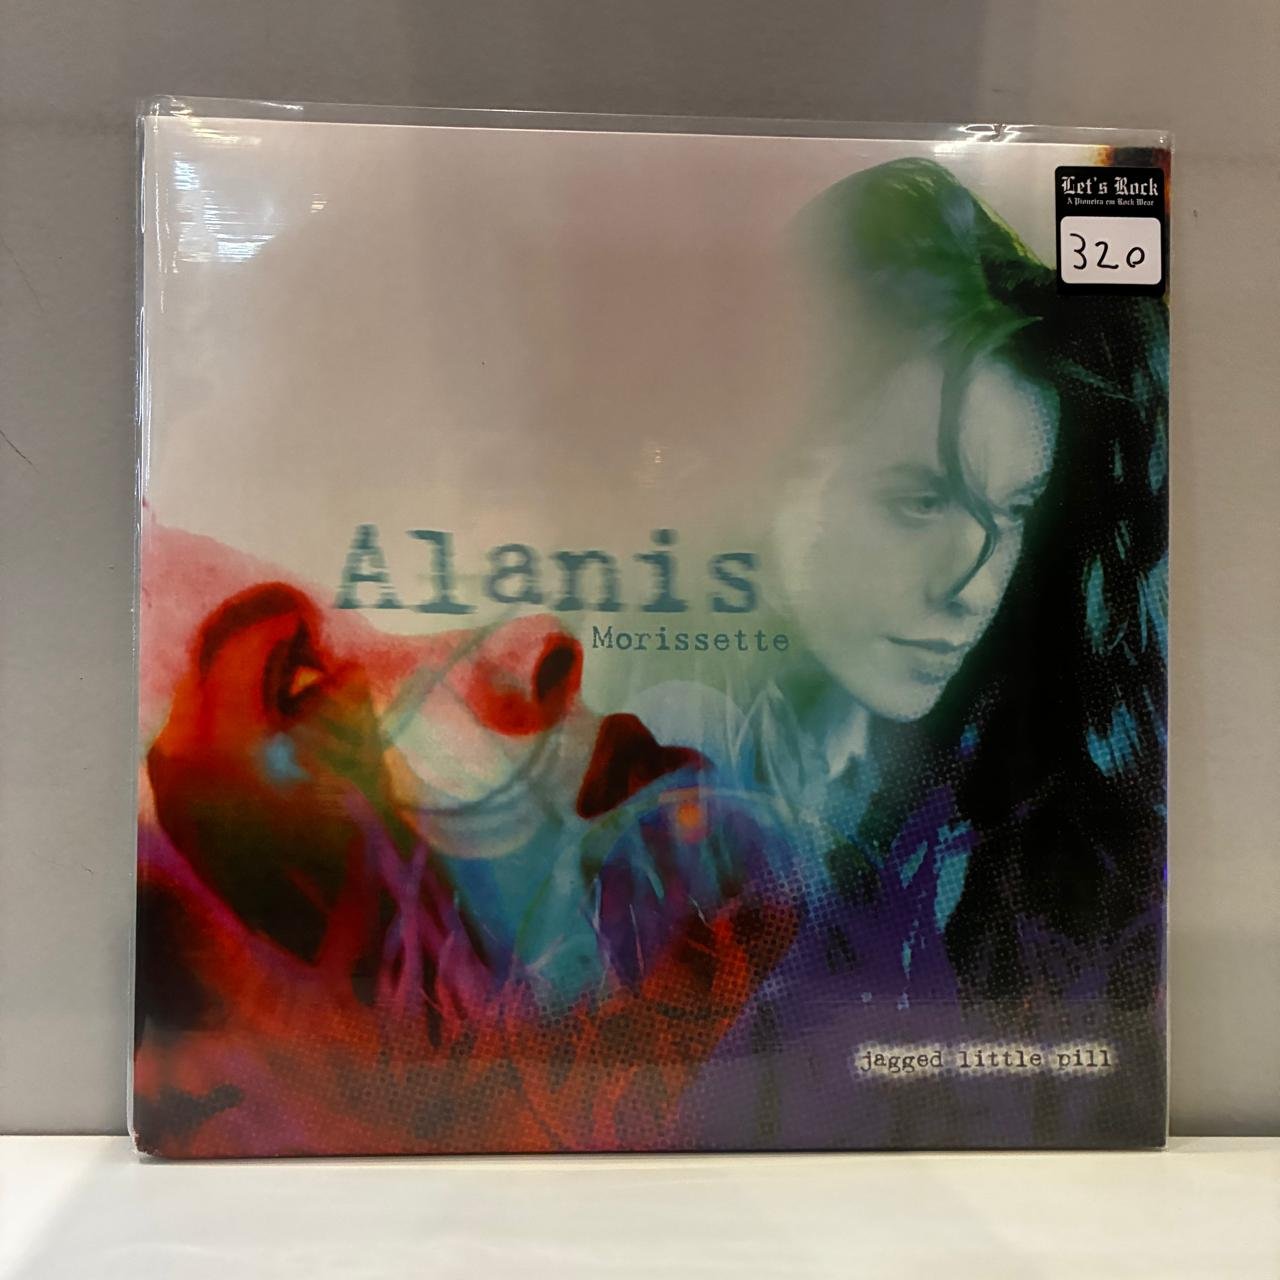 Let's Rock
A Pioneira em Rock Wear
320
Alanis
Morissette
jagged little pill